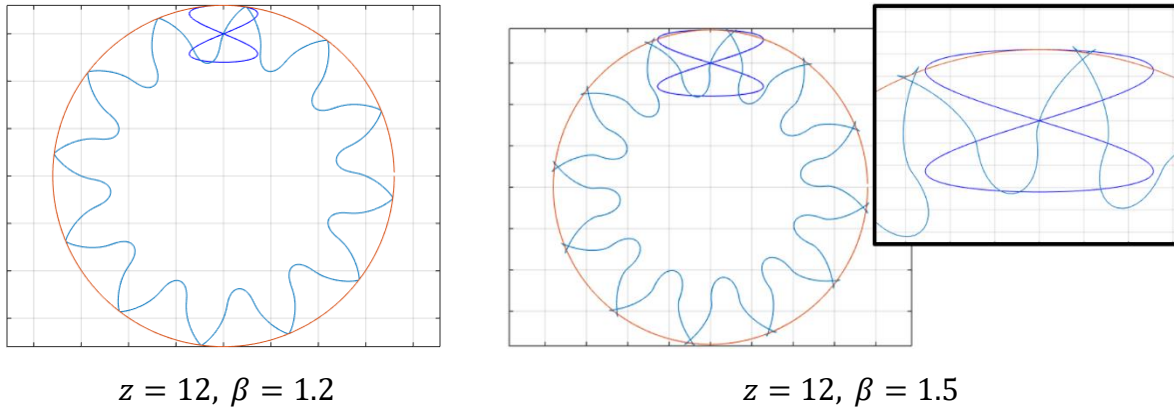 z = 12, β = 1.2
z = 12, β = 1.5